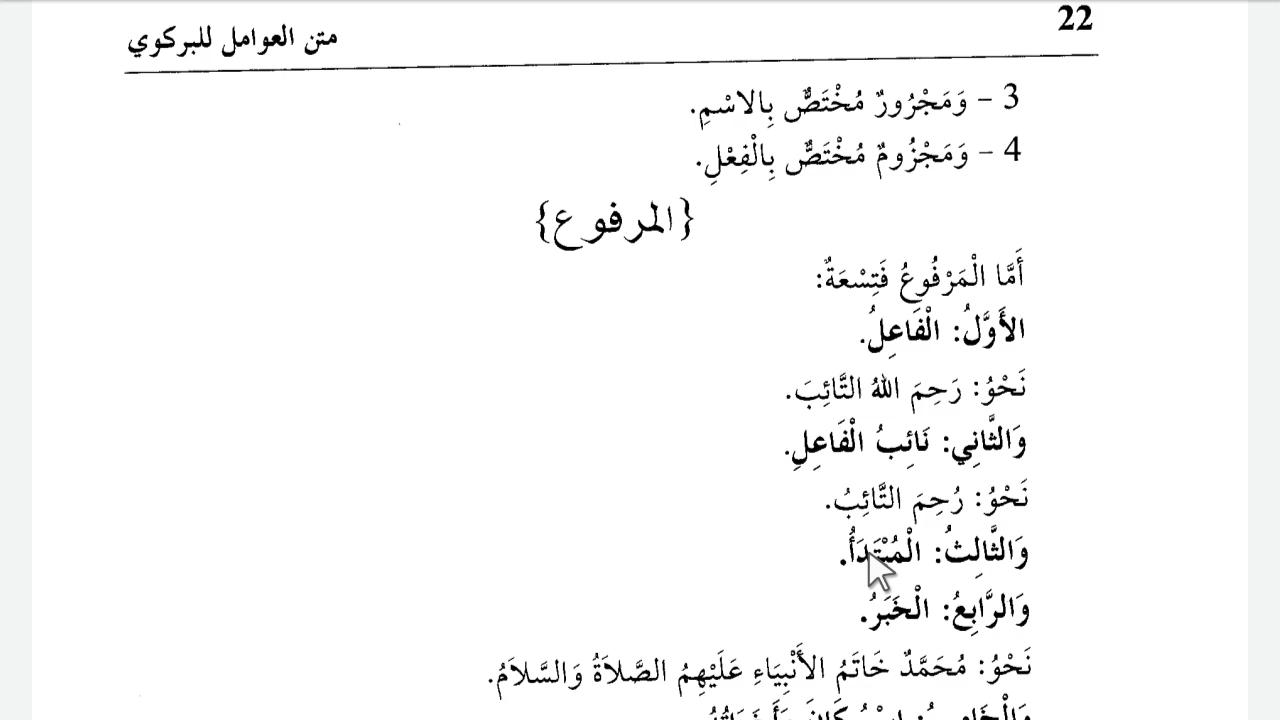 22
متن العوامل للبركوي
3 - وَمَجْرُورٌ مُخْتَصٌّ بِالاسْمِ.
4 - وَمَجْزُومٌ مُخْتَصٌّ بِالْفِعْلِ.
{المرفوع}
أَمَّا الْمَرْفُوعُ فَتِسْعَةٌ:
الأَوَّلُ: الْفَاعِلُ.
نَحْوُ: رَحِمَ اللهُ التَّائِبَ.
وَالثَّانِي: نَائِبُ الْفَاعِلِ.
نَحْوُ: رُحِمَ التَّائِبُ.
وَالثَّالِثُ: الْمُبْتَدَأُ.
وَالرَّابِعُ: الْخَبَرُ.
نَحْوُ: مُحَمَّدٌ خَاتَمُ الأَنْبِيَاءِ عَلَيْهِمُ الصَّلاَةُ وَالسَّلاَمُ.